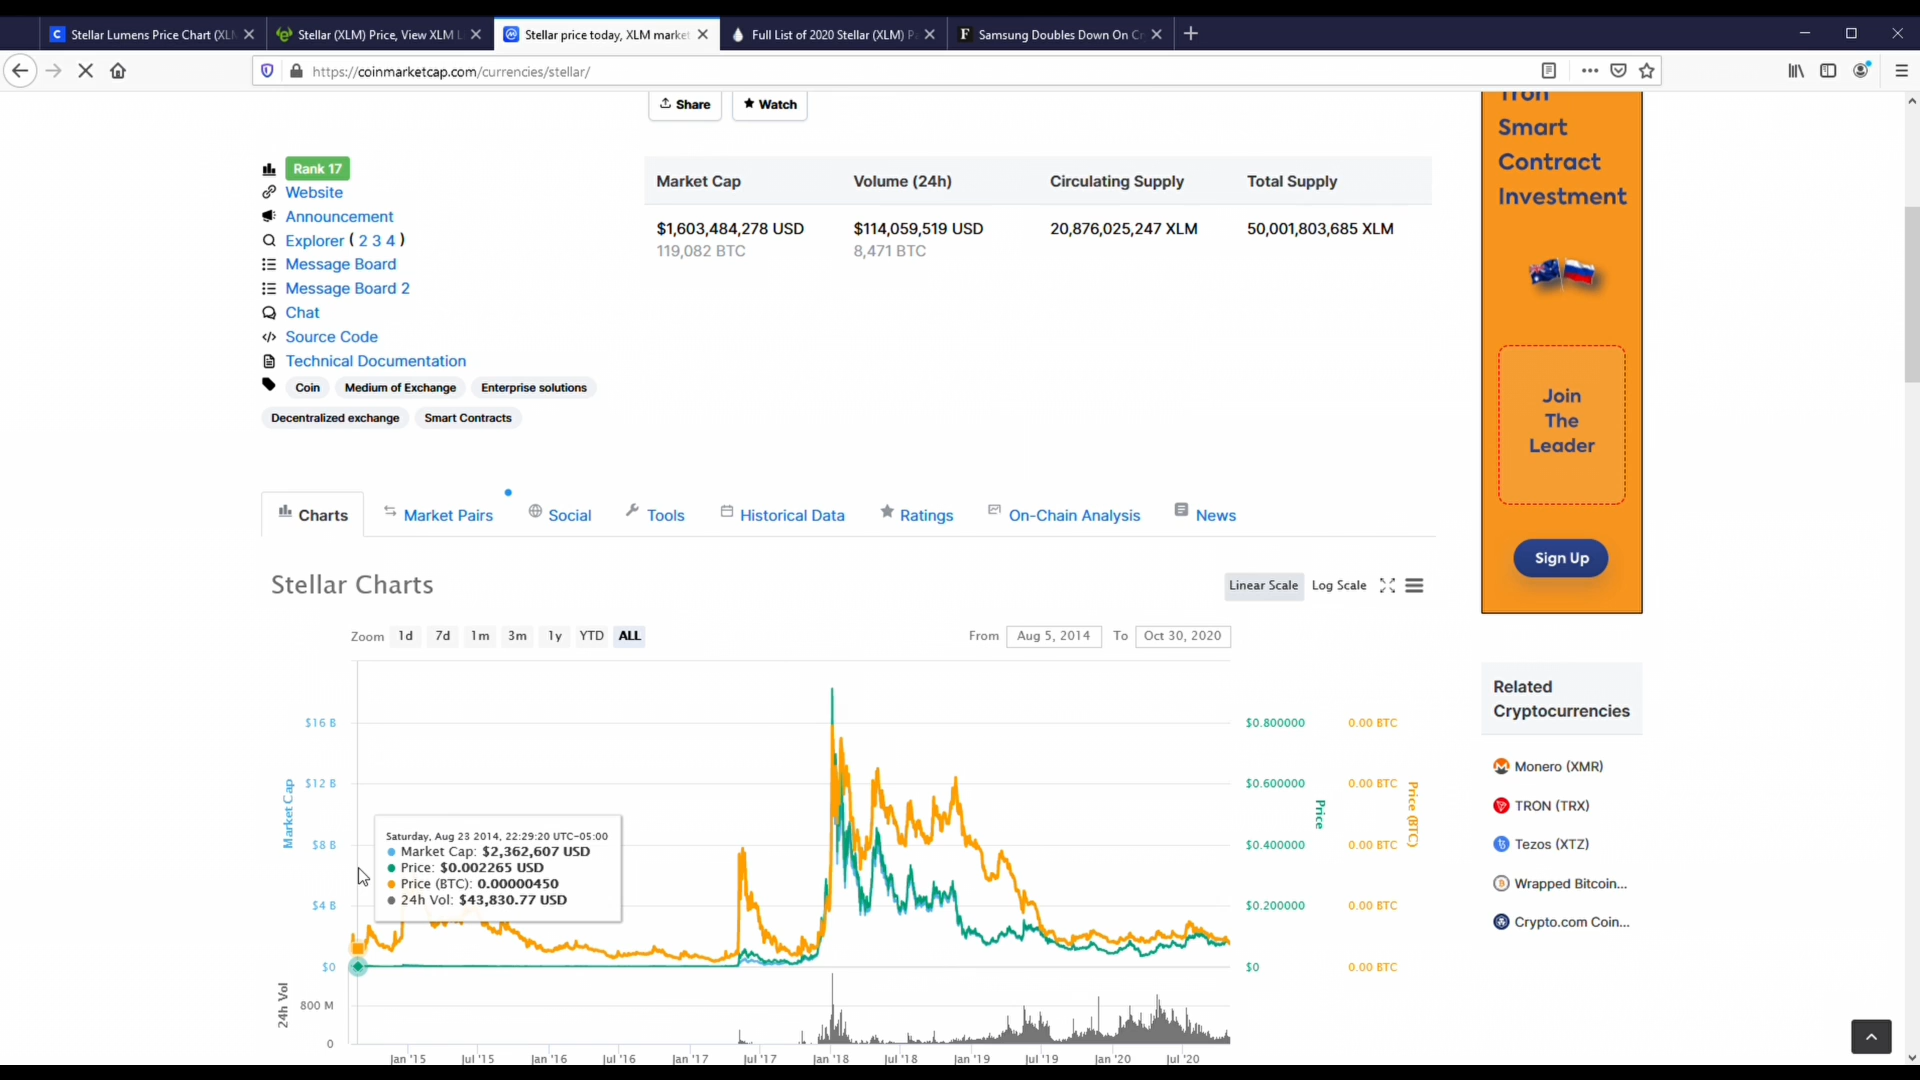 Stellar Lumens Price Chart (XLM
Stellar (XLM) Price, View XLM L
Stellar price today, XLM market
Full List of 2020 Stellar (XLM) P
F Samsung Doubles Down On Cr
https://coinmarketcap.com/currencies/stellar/
Share
Watch
Rank 17
Website
Announcement
Explorer ( 2 3 4 )
Message Board
Message Board 2
Chat
Source Code
Technical Documentation
Coin Medium of Exchange Enterprise solutions
Decentralized exchange Smart Contracts
Market Cap Volume (24h) Circulating Supply Total Supply
$1,603,484,278 USD $114,059,519 USD 20,876,025,247 XLM 50,001,803,685 XLM
119,082 BTC 8,471 BTC
Tron
Smart
Contract
Investment
Join
The
Leader
Sign Up
Charts Market Pairs Social Tools Historical Data Ratings On-Chain Analysis News
Stellar Charts
Linear Scale Log Scale
Zoom 1d 7d 1m 3m 1y YTD ALL
From Aug 5, 2014 To Oct 30, 2020
$16 B $0.800000 0.00 BTC
$12 B $0.600000 0.00 BTC
$8 B $0.400000 0.00 BTC
$4 B $0.200000 0.00 BTC
$0 $0 0.00 BTC
Market Cap
Price
Price (BTC)
Saturday, Aug 23 2014, 22:29:20 UTC-05:00
Market Cap: $2,362,607 USD
Price: $0.002265 USD
Price (BTC): 0.00000450
24h Vol: $43,830.77 USD
24h Vol
800 M
0
Jan '15 Jul '15 Jan '16 Jul '16 Jan '17 Jul '17 Jan '18 Jul '18 Jan '19 Jul '19 Jan '20 Jul '20
Related
Cryptocurrencies
Monero (XMR)
TRON (TRX)
Tezos (XTZ)
Wrapped Bitcoin...
Crypto.com Coin...